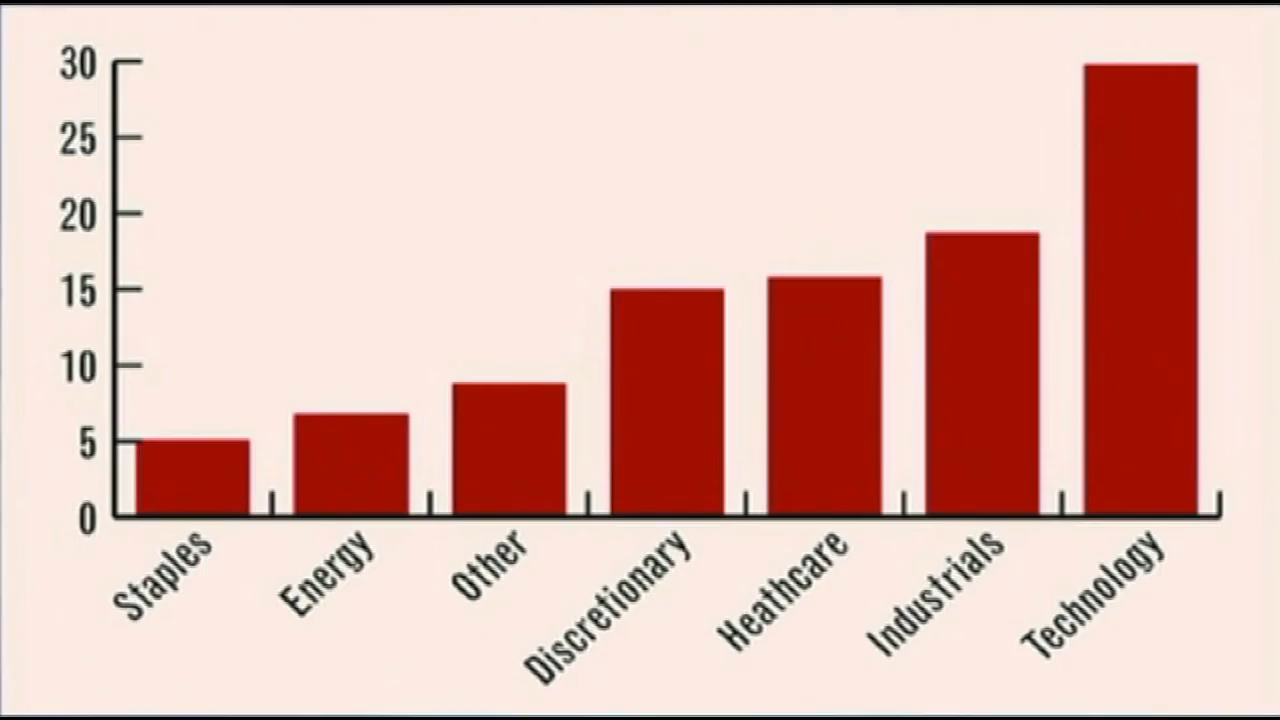 30
25
20
15
10
5
0
Staples
Energy
Other
Discretionary
Heathcare
Industrials
Technology